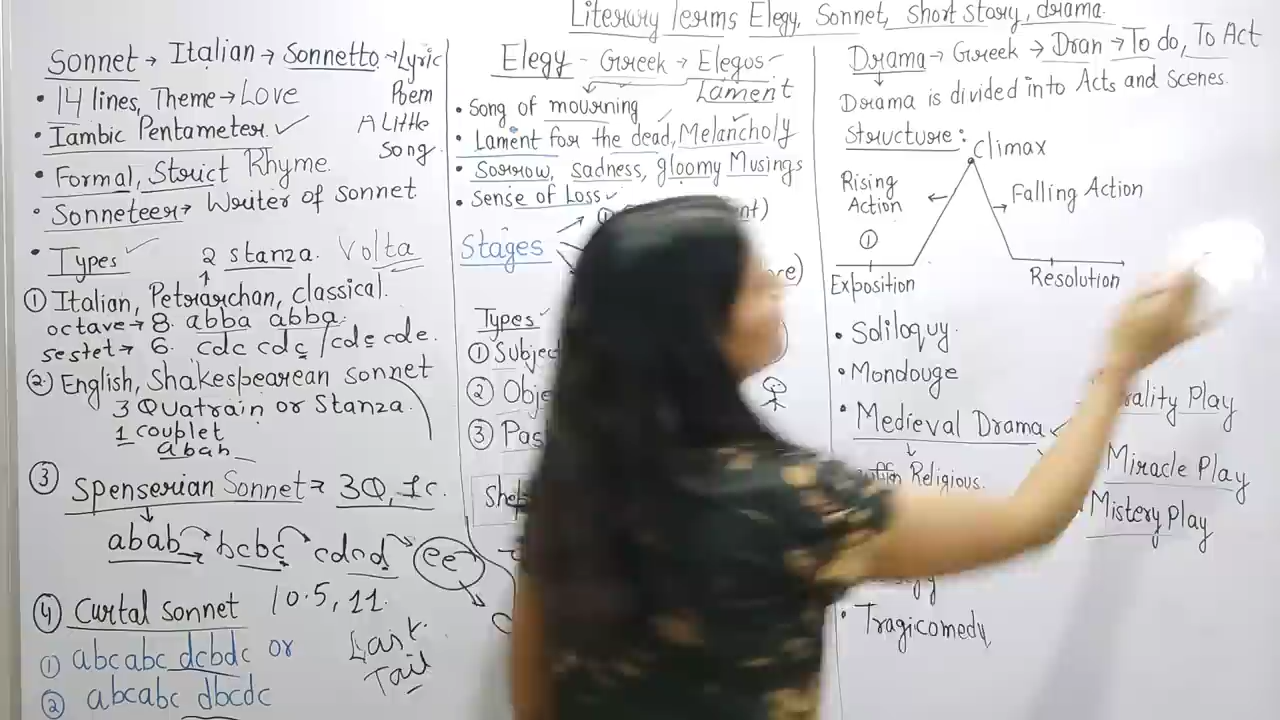 Literary Terms Elegy, Sonnet, short story, drama.
Sonnet → Italian → Sonnetto → Lyric
Poem
A Little
Song.
• 14 lines, Theme → Love
• Iambic Pentameter.
• Formal, Strict Rhyme.
• Sonneteer → Writer of sonnet
• Types
2 stanza. Volta
① Italian, Petrarchan, classical.
octave → 8. abba abba.
sestet → 6. cdc cdc / cde cde.
② English, Shakespearean sonnet
3 Quatrain or Stanza.
1 couplet
abab
③ Spenserian Sonnet = 3Q, 1c.
abab bcbc cdcd ee
④ Curtal sonnet 10.5, 11.
① abcabc dcbdc or
② abcabc dbcdc
Last.
Tail
Elegy - Greek → Elegos -
Lament
• Song of mourning
• Lament for the dead, Melancholy
• Sorrow, sadness, gloomy Musings
• Sense of Loss
Stages
Types
①
②
③
Drama → Greek → Dran → To do, To Act
Drama is divided into Acts and Scenes.
Structure:
Climax
Rising
Action
①
Falling Action
Exposition
Resolution
• Soliloquy.
• Mondouge
• Medieval Drama
Religious.
Play
Miracle Play
Mistery Play
• Tragicomedy